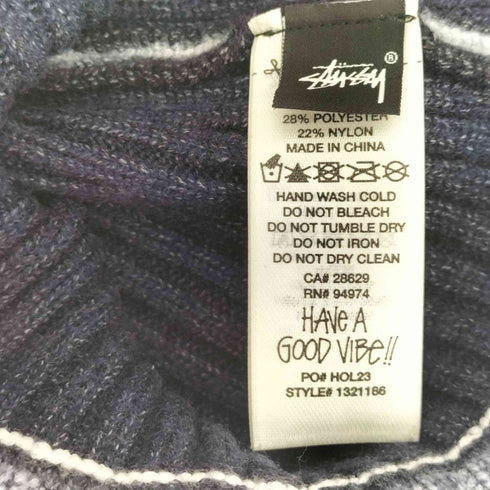 STÜSSY®
28% POLYESTER
22% NYLON
MADE IN CHINA
HAND WASH COLD
DO NOT BLEACH
DO NOT TUMBLE DRY
DO NOT IRON
DO NOT DRY CLEAN
CA# 28629
RN# 94974
HAVE A
GOOD VIBE!!
PO# HOL23
STYLE# 1321186